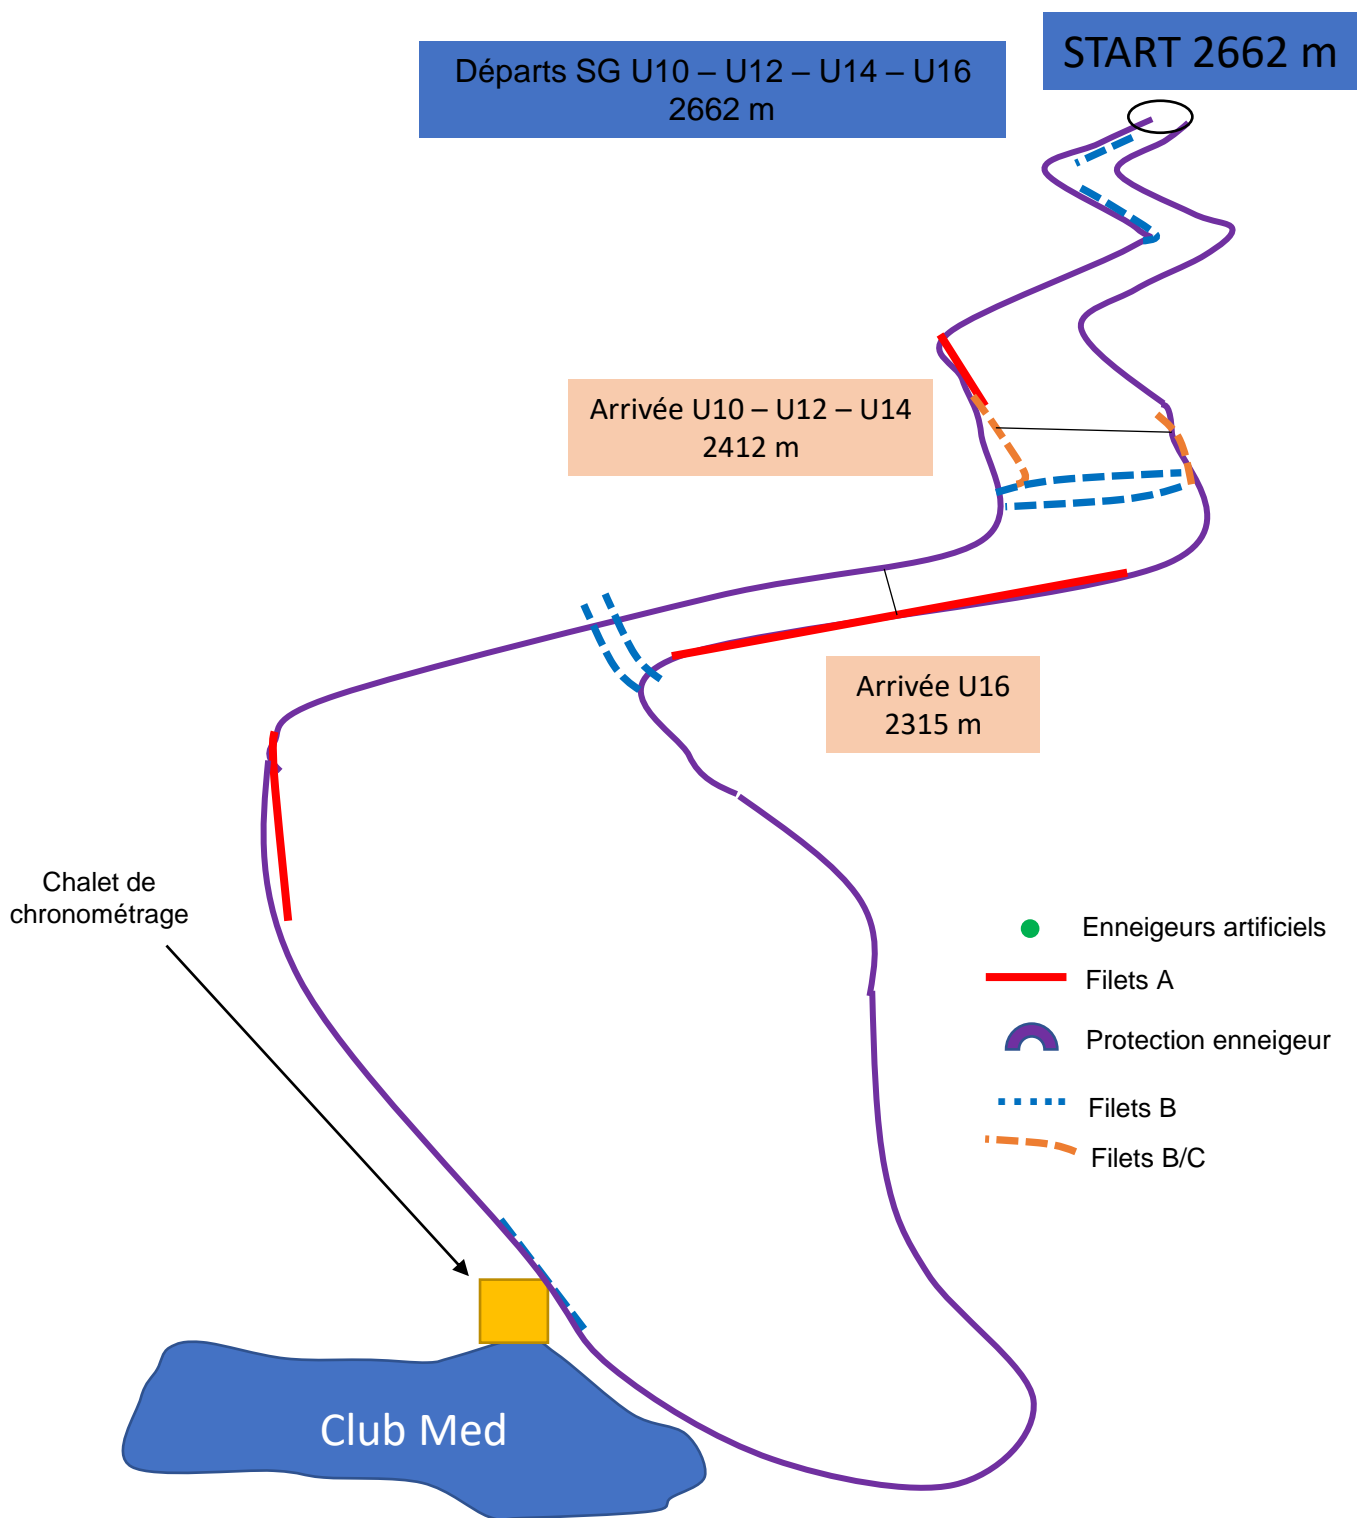 START 2662 m
Départs SG U10 – U12 – U14 – U16
2662 m
Arrivée U10 – U12 – U14
2412 m
Arrivée U16
2315 m
Chalet de
chronométrage
Enneigeurs artificiels
Filets A
Protection enneigeur
Filets B
Filets B/C
Club Med